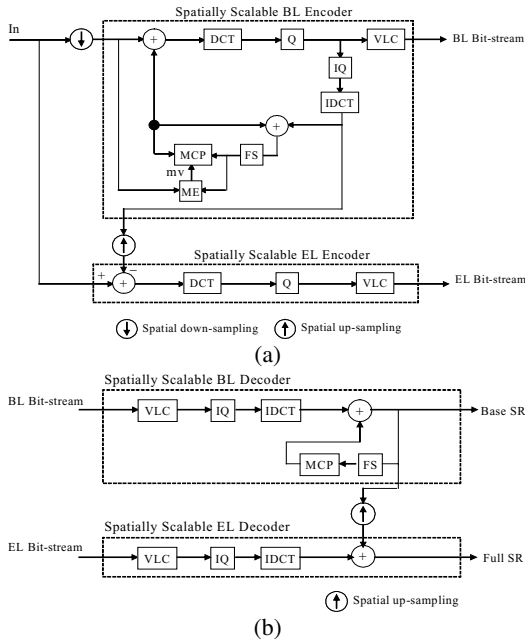 Spatially Scalable BL Encoder
In
DCT
Q
VLC
BL Bit-stream
IQ
IDCT
+
+
MCP
FS
mv
ME
Spatially Scalable EL Encoder
+
−
+
DCT
Q
VLC
EL Bit-stream
Spatial down-sampling
Spatial up-sampling
(a)
Spatially Scalable BL Decoder
BL Bit-stream
VLC
IQ
IDCT
+
Base SR
MCP
FS
Spatially Scalable EL Decoder
EL Bit-stream
VLC
IQ
IDCT
+
Full SR
Spatial up-sampling
(b)